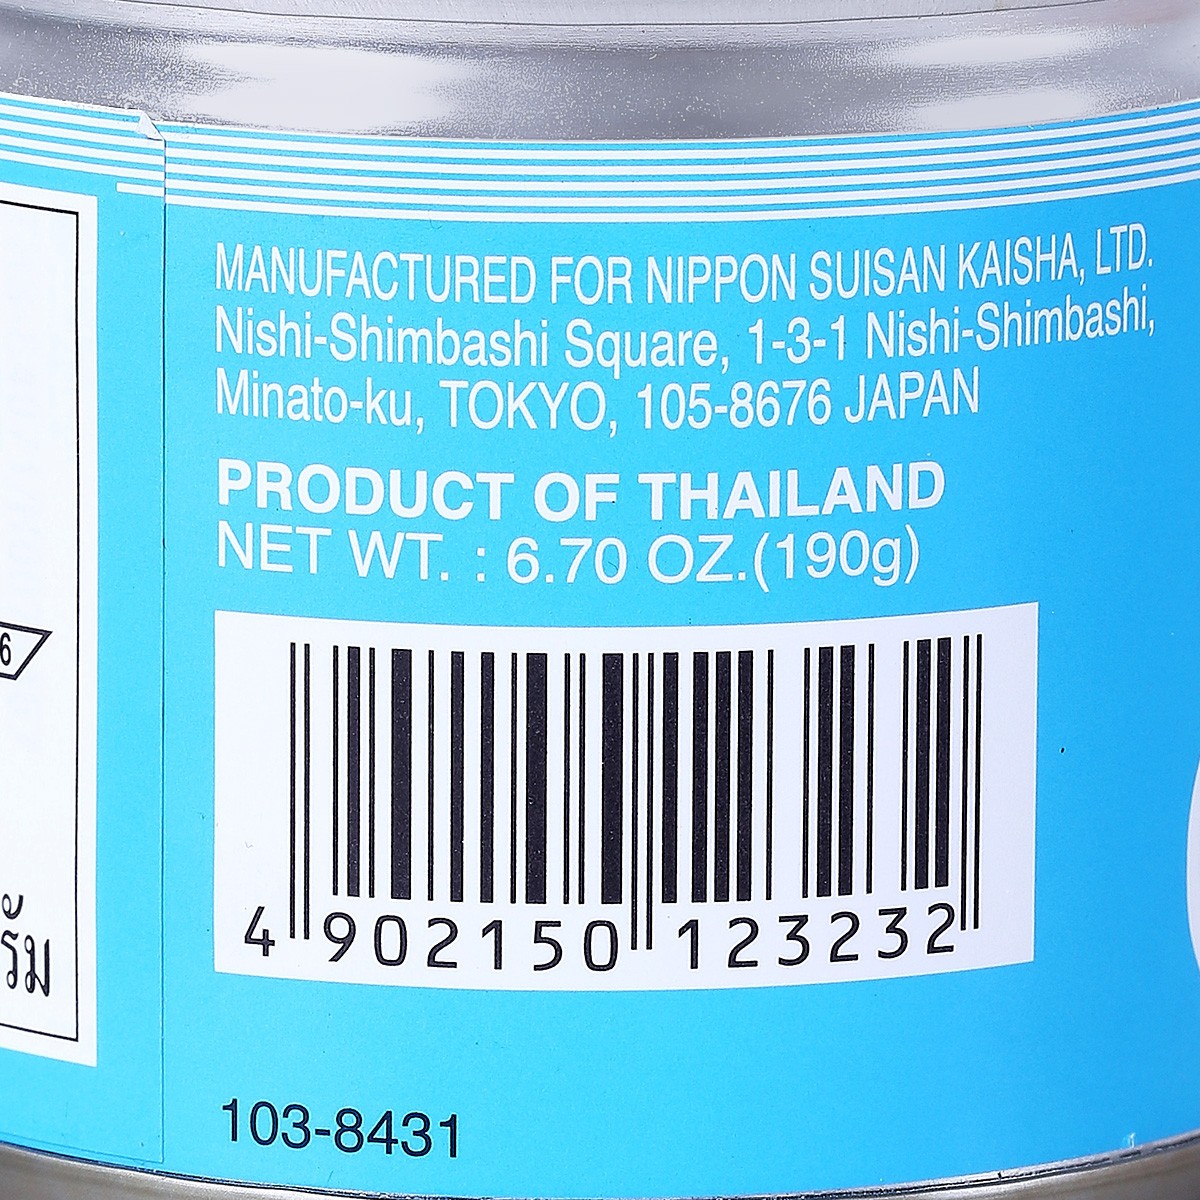 MANUFACTURED FOR NIPPON SUISAN KAISHA, LTD.
Nishi-Shimbashi Square, 1-3-1 Nishi-Shimbashi,
Minato-ku, TOKYO, 105-8676 JAPAN
PRODUCT OF THAILAND
NET WT. : 6.70 OZ.(190g)
4 902150 123232
103-8431
6